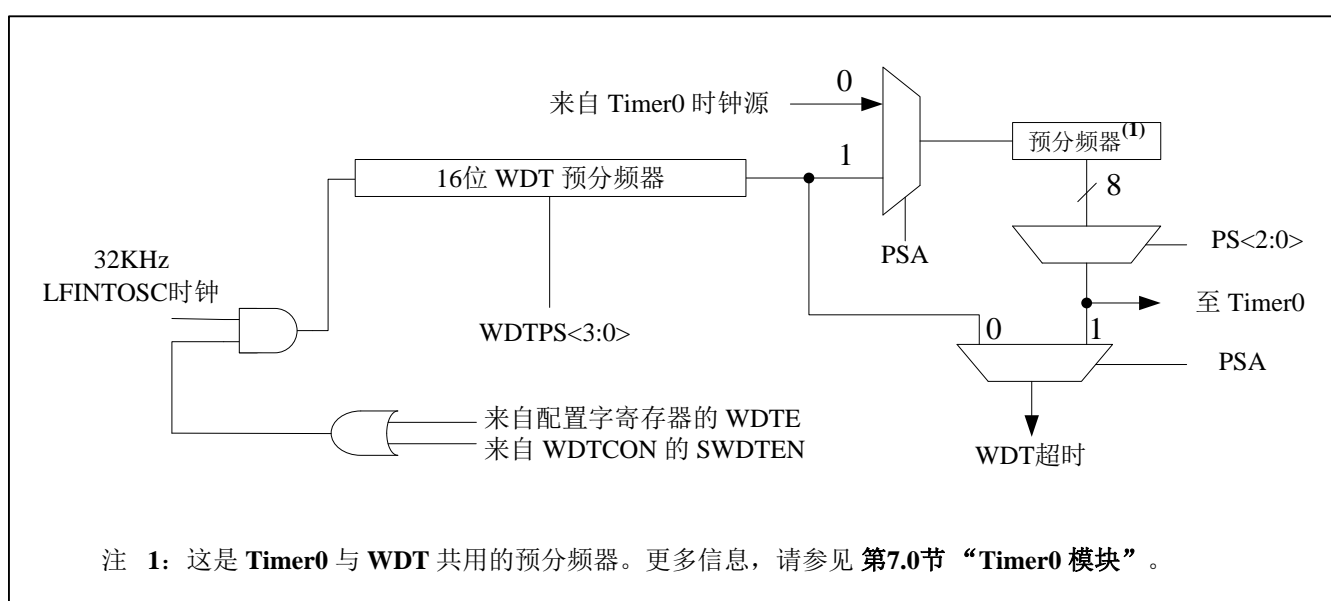 0
来自 Timer0 时钟源
预分频器(1)
1
16位 WDT 预分频器
8
PSA
PS<2:0>
32KHz
LFINTOSC时钟
至 Timer0
WDTPS<3:0>
0
1
PSA
来自配置字寄存器的 WDTE
来自 WDTCON 的 SWDTEN
WDT超时
注 1：这是 Timer0 与 WDT 共用的预分频器。更多信息，请参见 第7.0节 “Timer0 模块”。